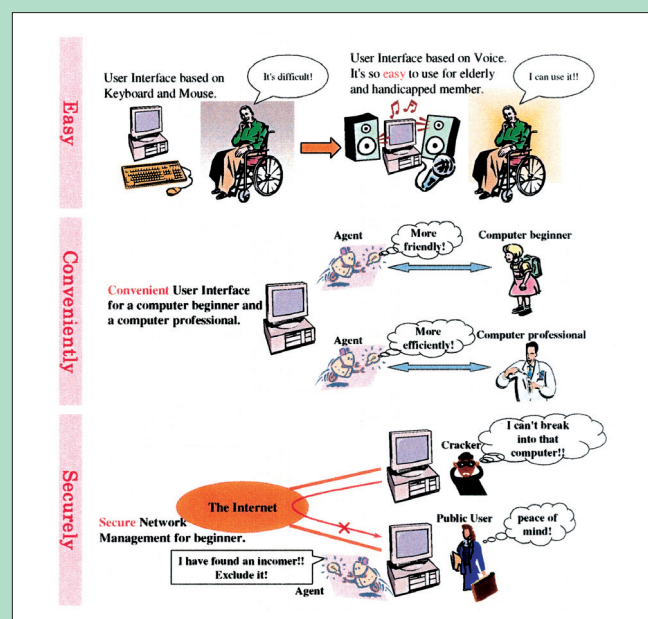 Easy
User Interface based on
Keyboard and Mouse.
It's difficult!
User Interface based on Voice.
It's so easy to use for elderly
and handicapped member.
I can use it!!
Conveniently
Convenient User Interface
for a computer beginner and
a computer professional.
Agent
More
friendly!
Computer beginner
Agent
More
efficiently!
Computer professional
Securely
Secure Network
Management for beginner.
The Internet
Cracker
I can't break
into that
computer!!
Public User
peace of
mind!
I have found an incomer!!
Exclude it!
Agent